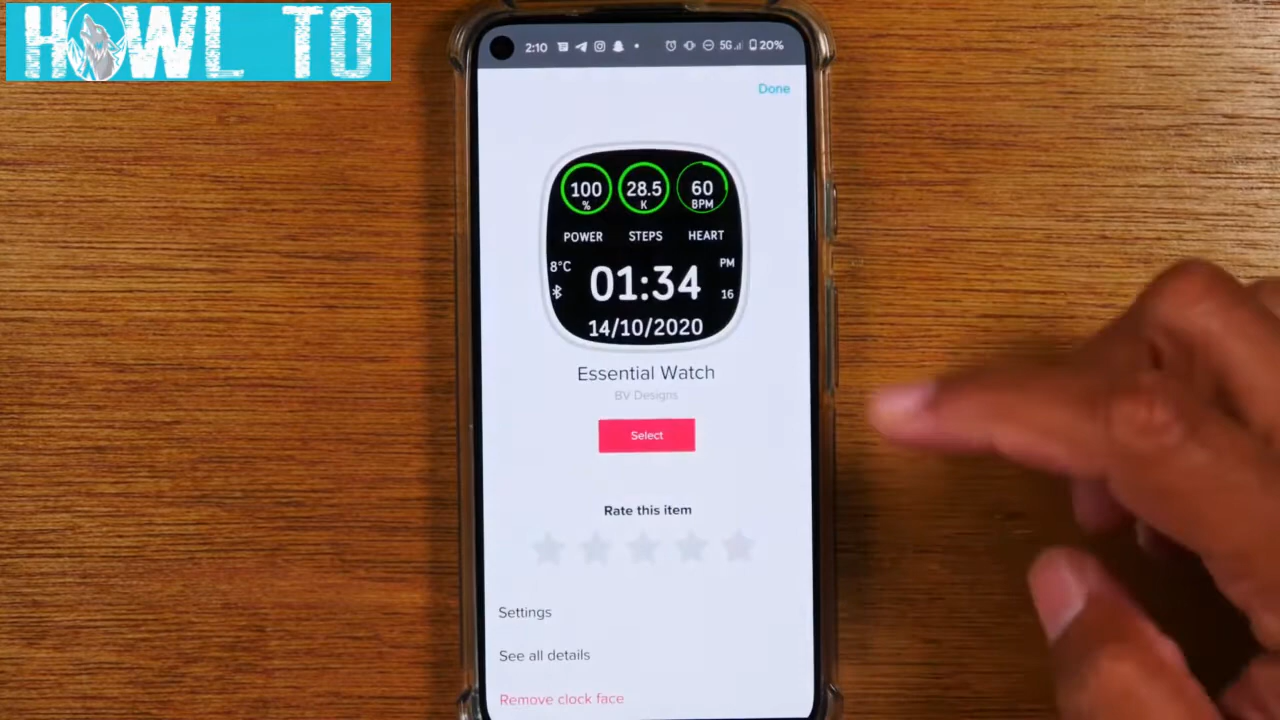 HOWL TO
2:10 5G 20%
Done
100 28.5 60
% K BPM
POWER STEPS HEART
8°C PM
01:34
16
14/10/2020
Essential Watch
BV Designs
Select
Rate this item
Settings
See all details
Remove clock face